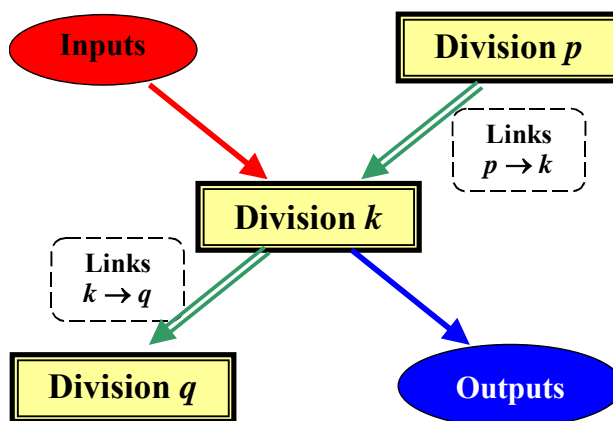 Inputs
Division p
Links
p → k
Division k
Links
k → q
Division q
Outputs